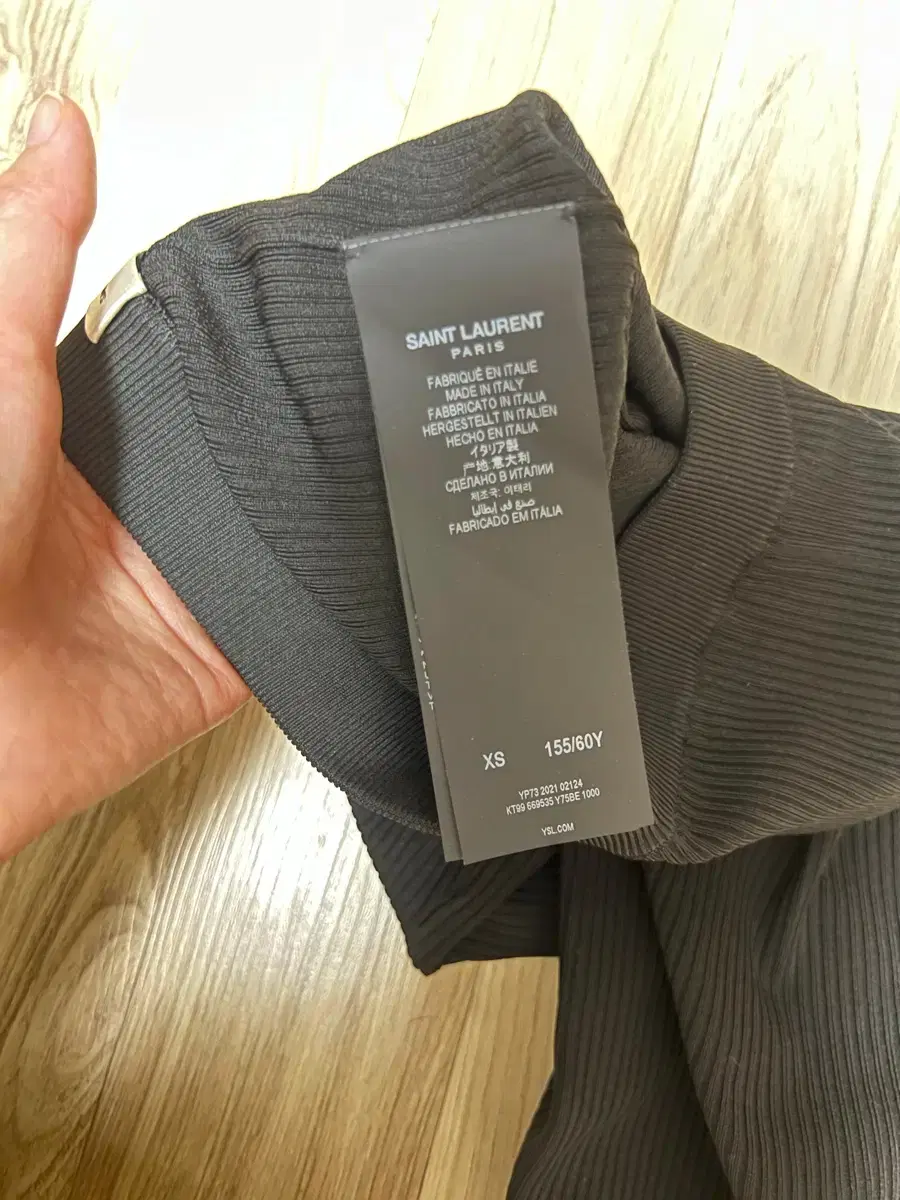 SAINT LAURENT
PARIS
FABRIQUÉ EN ITALIE
MADE IN ITALY
FABBRICATO IN ITALIA
HERGESTELLT IN ITALIEN
HECHO EN ITALIA
イタリア製
产地 意大利
СДЕЛАНО В ИТАЛИИ
제조국: 이태리
صنع في إيطاليا
FABRICADO EM ITÁLIA
XS 155/60Y
YP73 2021 02124
KT99 669535 Y75BE 1000
YSL.COM